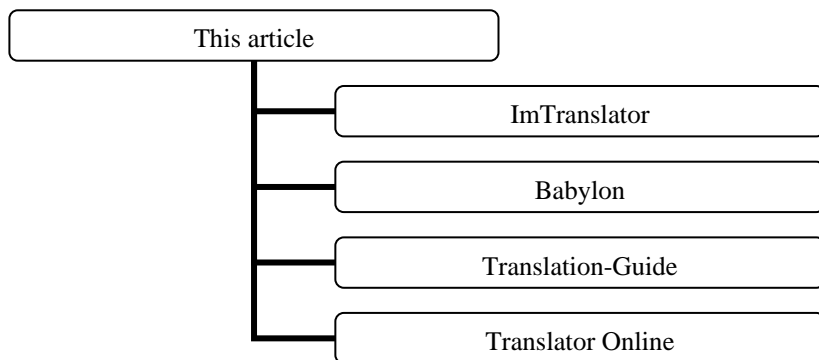 This article
ImTranslator
Babylon
Translation-Guide
Translator Online